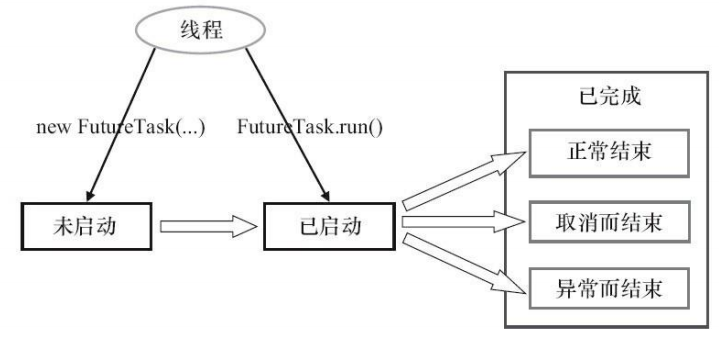 线程
new FutureTask(...)
FutureTask.run()
未启动
已启动
已完成
正常结束
取消而结束
异常而结束